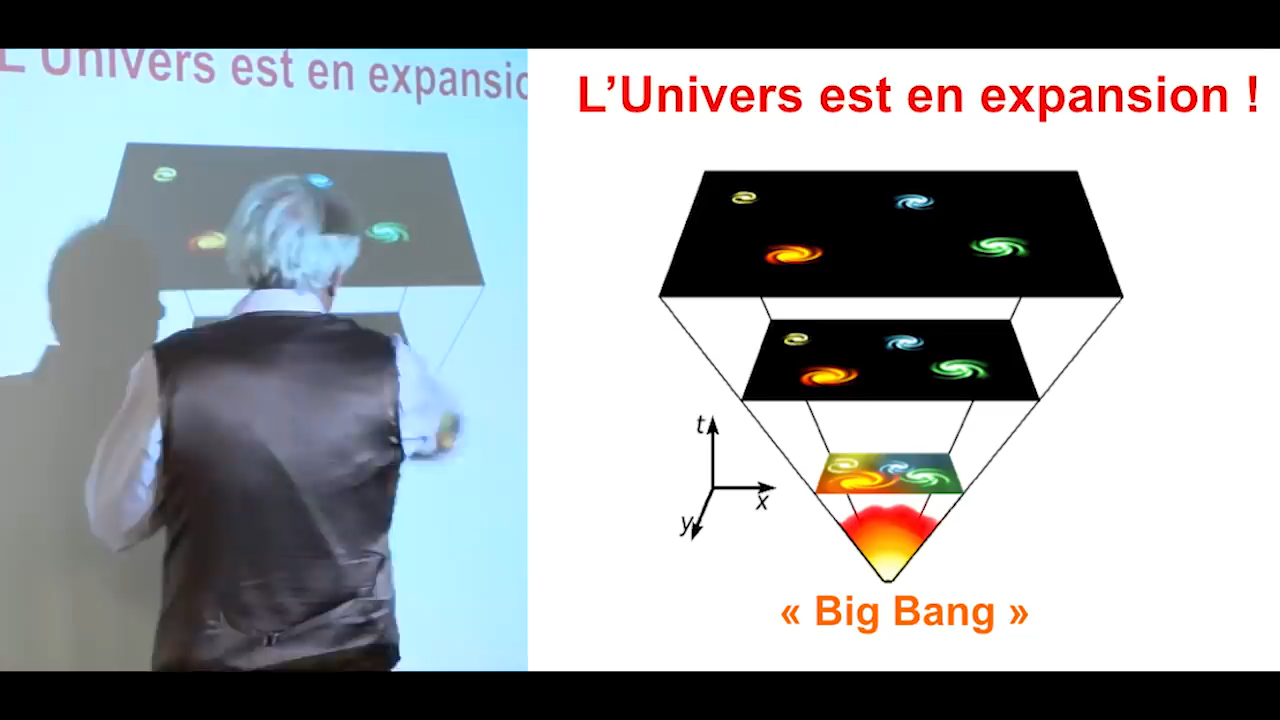 L'Univers est en expansio
L’Univers est en expansion !
t
x
y
« Big Bang »